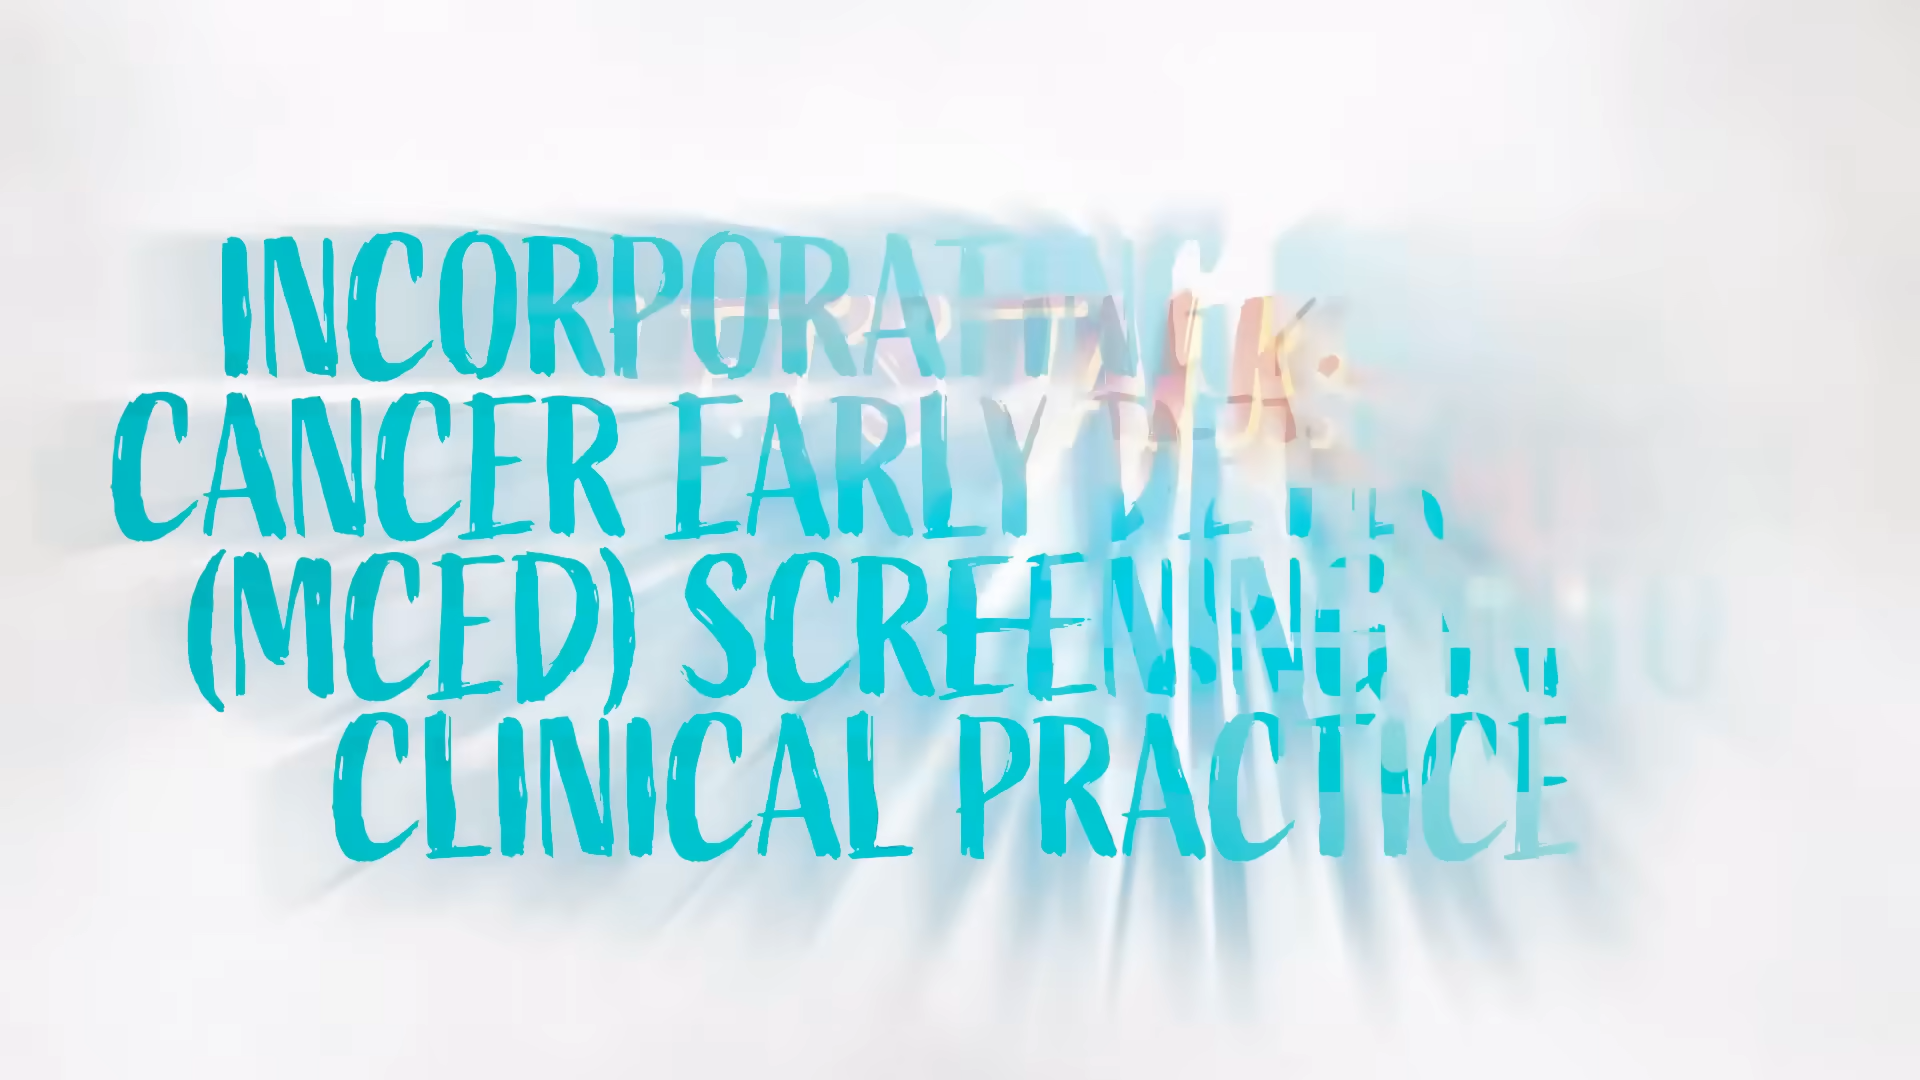 INCORPORATING
CANCER EARLY
(MCED) SCREENING
CLINICAL PRACTICE